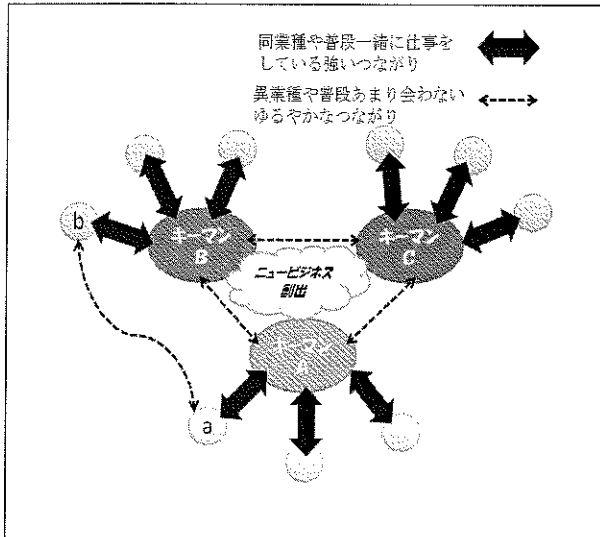 同業種や普段一緒に仕事を
している強いつながり
異業種や普段あまり会わない
ゆるやかなつながり
b
キーマン
B
キーマン
C
ニュービジネス
創出
キーマン
A
a